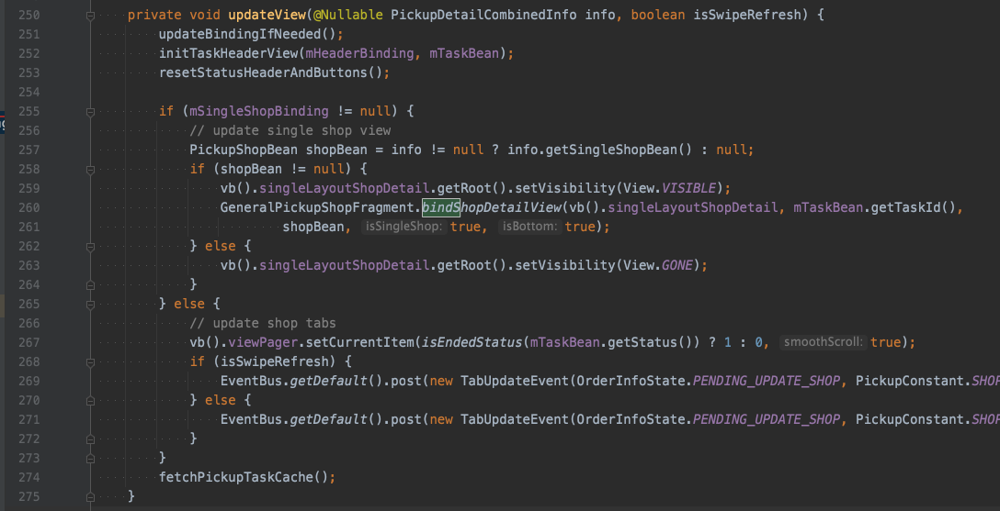 250 private void updateView(@Nullable PickupDetailCombinedInfo info, boolean isSwipeRefresh) {
251 updateBindingIfNeeded();
252 initTaskHeaderView(mHeaderBinding, mTaskBean);
253 resetStatusHeaderAndButtons();
254
255 if (mSingleShopBinding != null) {
256 // update single shop view
257 PickupShopBean shopBean = info != null ? info.getSingleShopBean() : null;
258 if (shopBean != null) {
259 vb().singleLayoutShopDetail.getRoot().setVisibility(View.VISIBLE);
260 GeneralPickupShopFragment.bindShopDetailView(vb().singleLayoutShopDetail, mTaskBean.getTaskId(),
261 shopBean, isSingleShop: true, isBottom: true);
262 } else {
263 vb().singleLayoutShopDetail.getRoot().setVisibility(View.GONE);
264 }
265 } else {
266 // update shop tabs
267 vb().viewPager.setCurrentItem(isEndedStatus(mTaskBean.getStatus()) ? 1 : 0, smoothScroll: true);
268 if (isSwipeRefresh) {
269 EventBus.getDefault().post(new TabUpdateEvent(OrderInfoState.PENDING_UPDATE_SHOP, PickupConstant.SHOP
270 } else {
271 EventBus.getDefault().post(new TabUpdateEvent(OrderInfoState.PENDING_UPDATE_SHOP, PickupConstant.SHO
272 }
273 }
274 fetchPickupTaskCache();
275 }